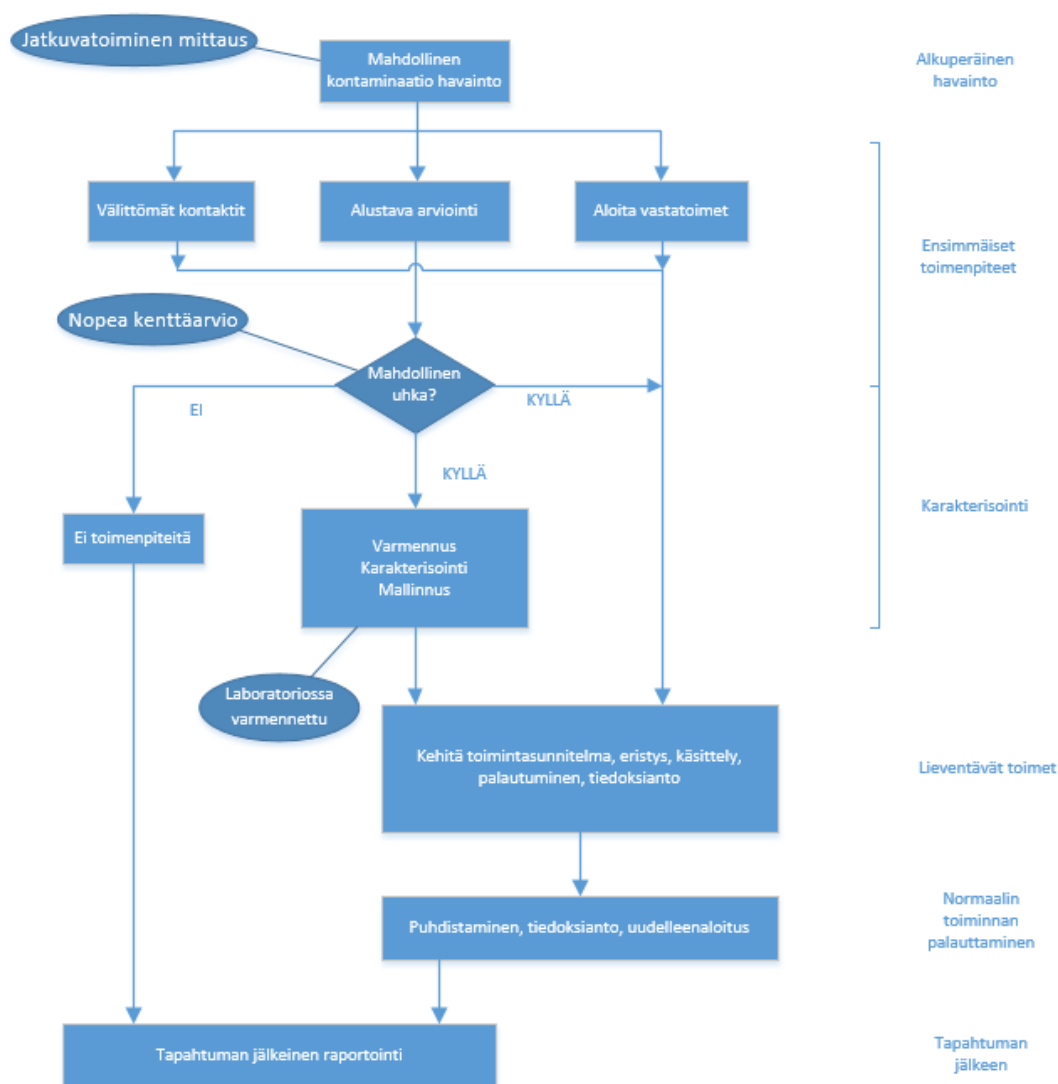 Jatkuvatoiminen mittaus
Mahdollinen
kontaminaatio havainto
Alkuperäinen
havainto
Välittömät kontaktit
Alustava arviointi
Aloita vastatoimet
Ensimmäiset
toimenpiteet
Nopea kenttäarvio
Mahdollinen
uhka?
EI
KYLLÄ
KYLLÄ
Karakterisointi
Ei toimenpiteitä
Varmennus
Karakterisointi
Mallinnus
Laboratoriossa
varmennettu
Kehitä toimintasunnitelma, eristys, käsittely,
palautuminen, tiedoksianto
Lieventävät toimet
Puhdistaminen, tiedoksianto, uudelleenaloitus
Normaalin
toiminnan
palauttaminen
Tapahtuman jälkeinen raportointi
Tapahtuman
jälkeen